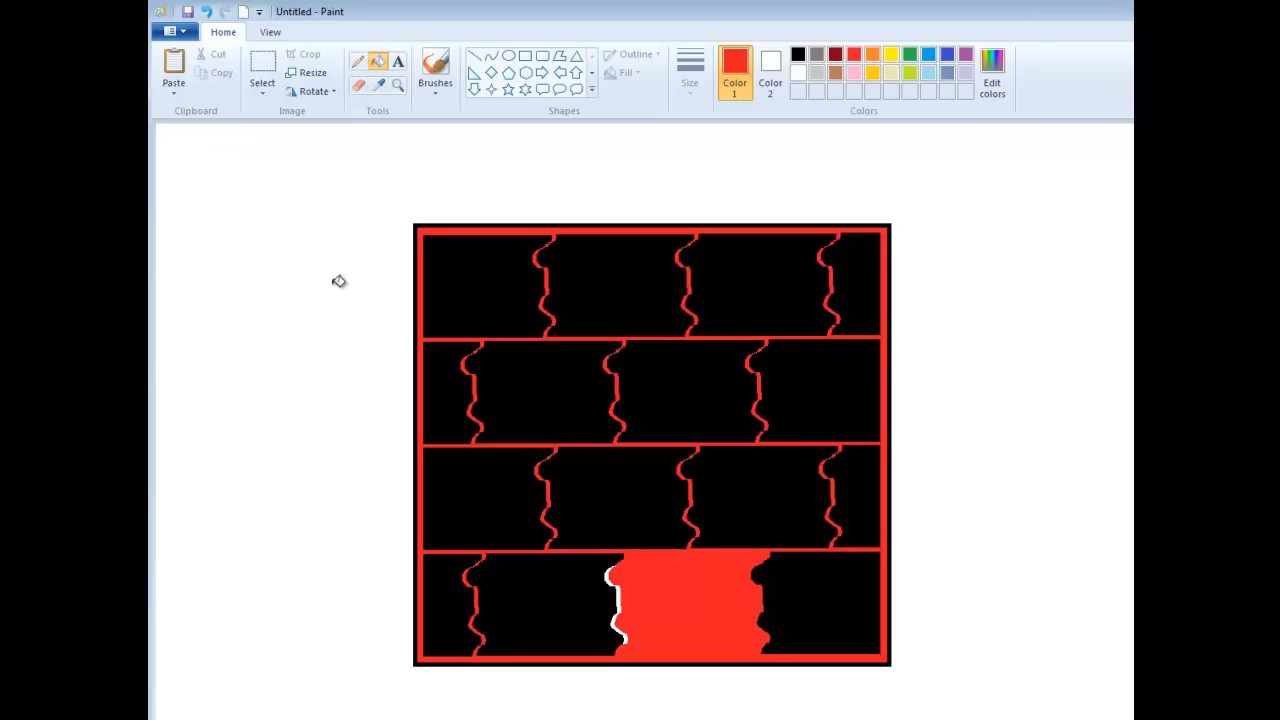 Untitled - Paint
Home View
Paste
Cut
Copy
Clipboard
Select
Crop
Resize
Rotate
Image
A
Tools
Brushes
Outline
Fill
Shapes
Size
Color 1
Color 2
Edit colors
Colors